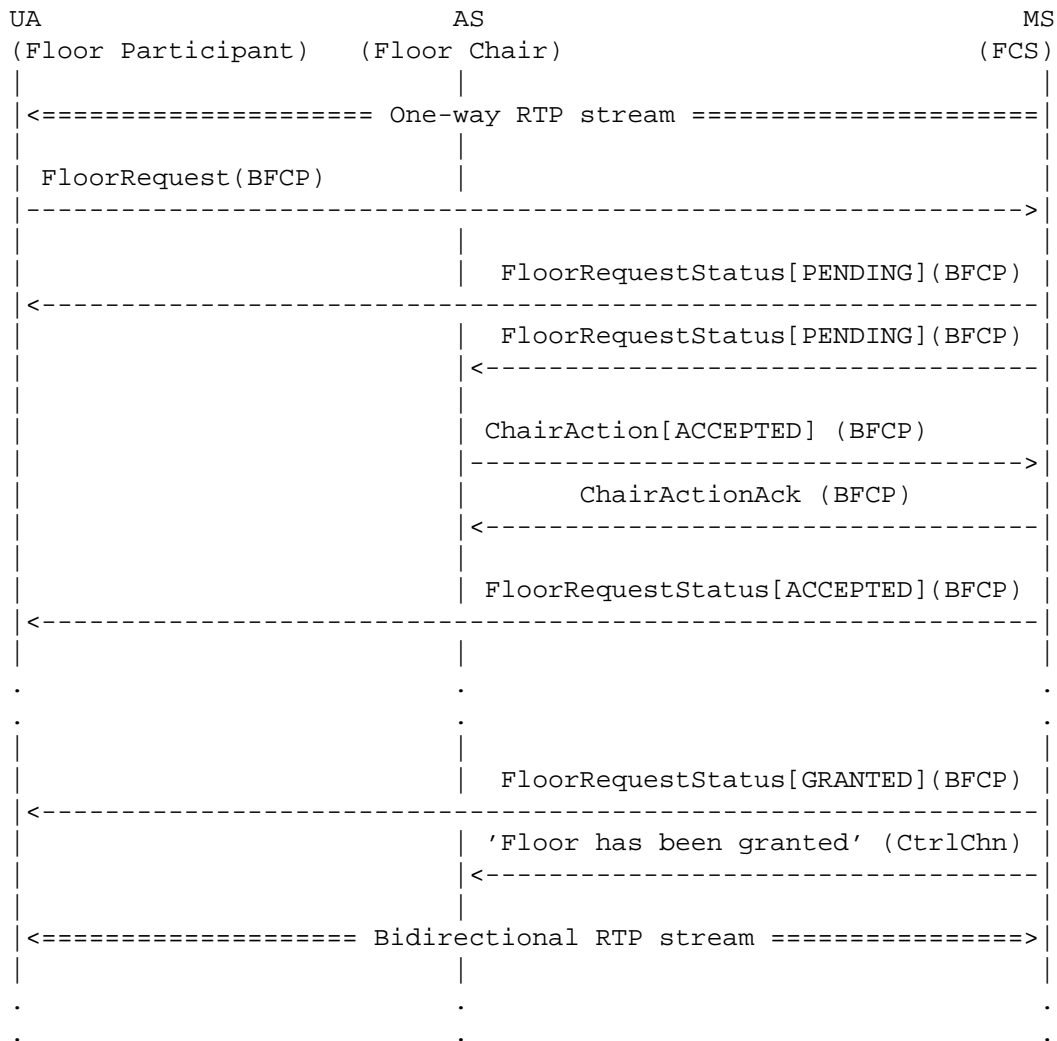 UA AS MS
(Floor Participant) (Floor Chair) (FCS)
One-way RTP stream
FloorRequest(BFCP)
FloorRequestStatus[PENDING](BFCP)
FloorRequestStatus[PENDING](BFCP)
ChairAction[ACCEPTED] (BFCP)
ChairActionAck (BFCP)
FloorRequestStatus[ACCEPTED](BFCP)
FloorRequestStatus[GRANTED](BFCP)
’Floor has been granted’ (CtrlChn)
Bidirectional RTP stream